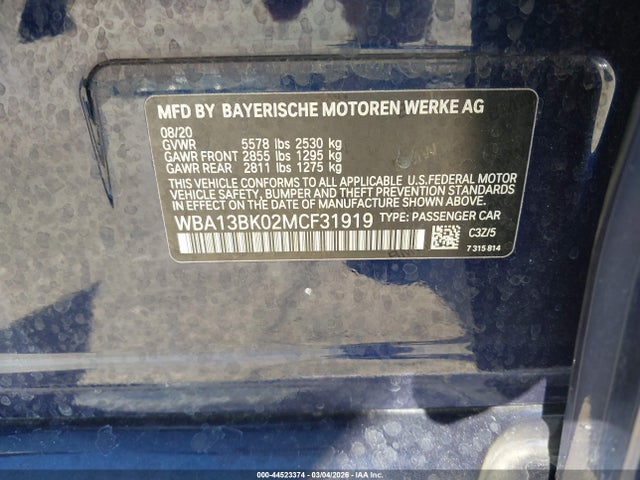 MFD BY BAYERISCHE MOTOREN WERKE AG
08/20
GVWR 5578 lbs 2530 kg
GAWR FRONT 2855 lbs 1295 kg
GAWR REAR 2811 lbs 1275 kg
THIS VEHICLE CONFORMS TO ALL APPLICABLE U.S.FEDERAL MOTOR
VEHICLE SAFETY, BUMPER AND THEFT PREVENTION STANDARDS
IN EFFECT ON THE DATE OF MANUFACTURE SHOWN ABOVE.
WBA13BK02MCF31919 TYPE: PASSENGER CAR
C3Z/5
7 315 814
000-44523374 * 03/04/2026 * IAA Inc.